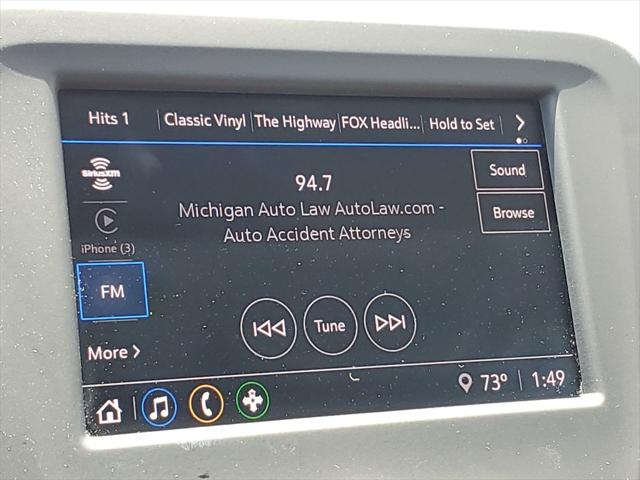 Hits 1 Classic Vinyl The Highway FOX Headli... Hold to Set >
SiriusXM
94.7
Sound
Michigan Auto Law AutoLaw.com -
Browse
Auto Accident Attorneys
iPhone (3)
FM
Tune
More >
73° 1:49